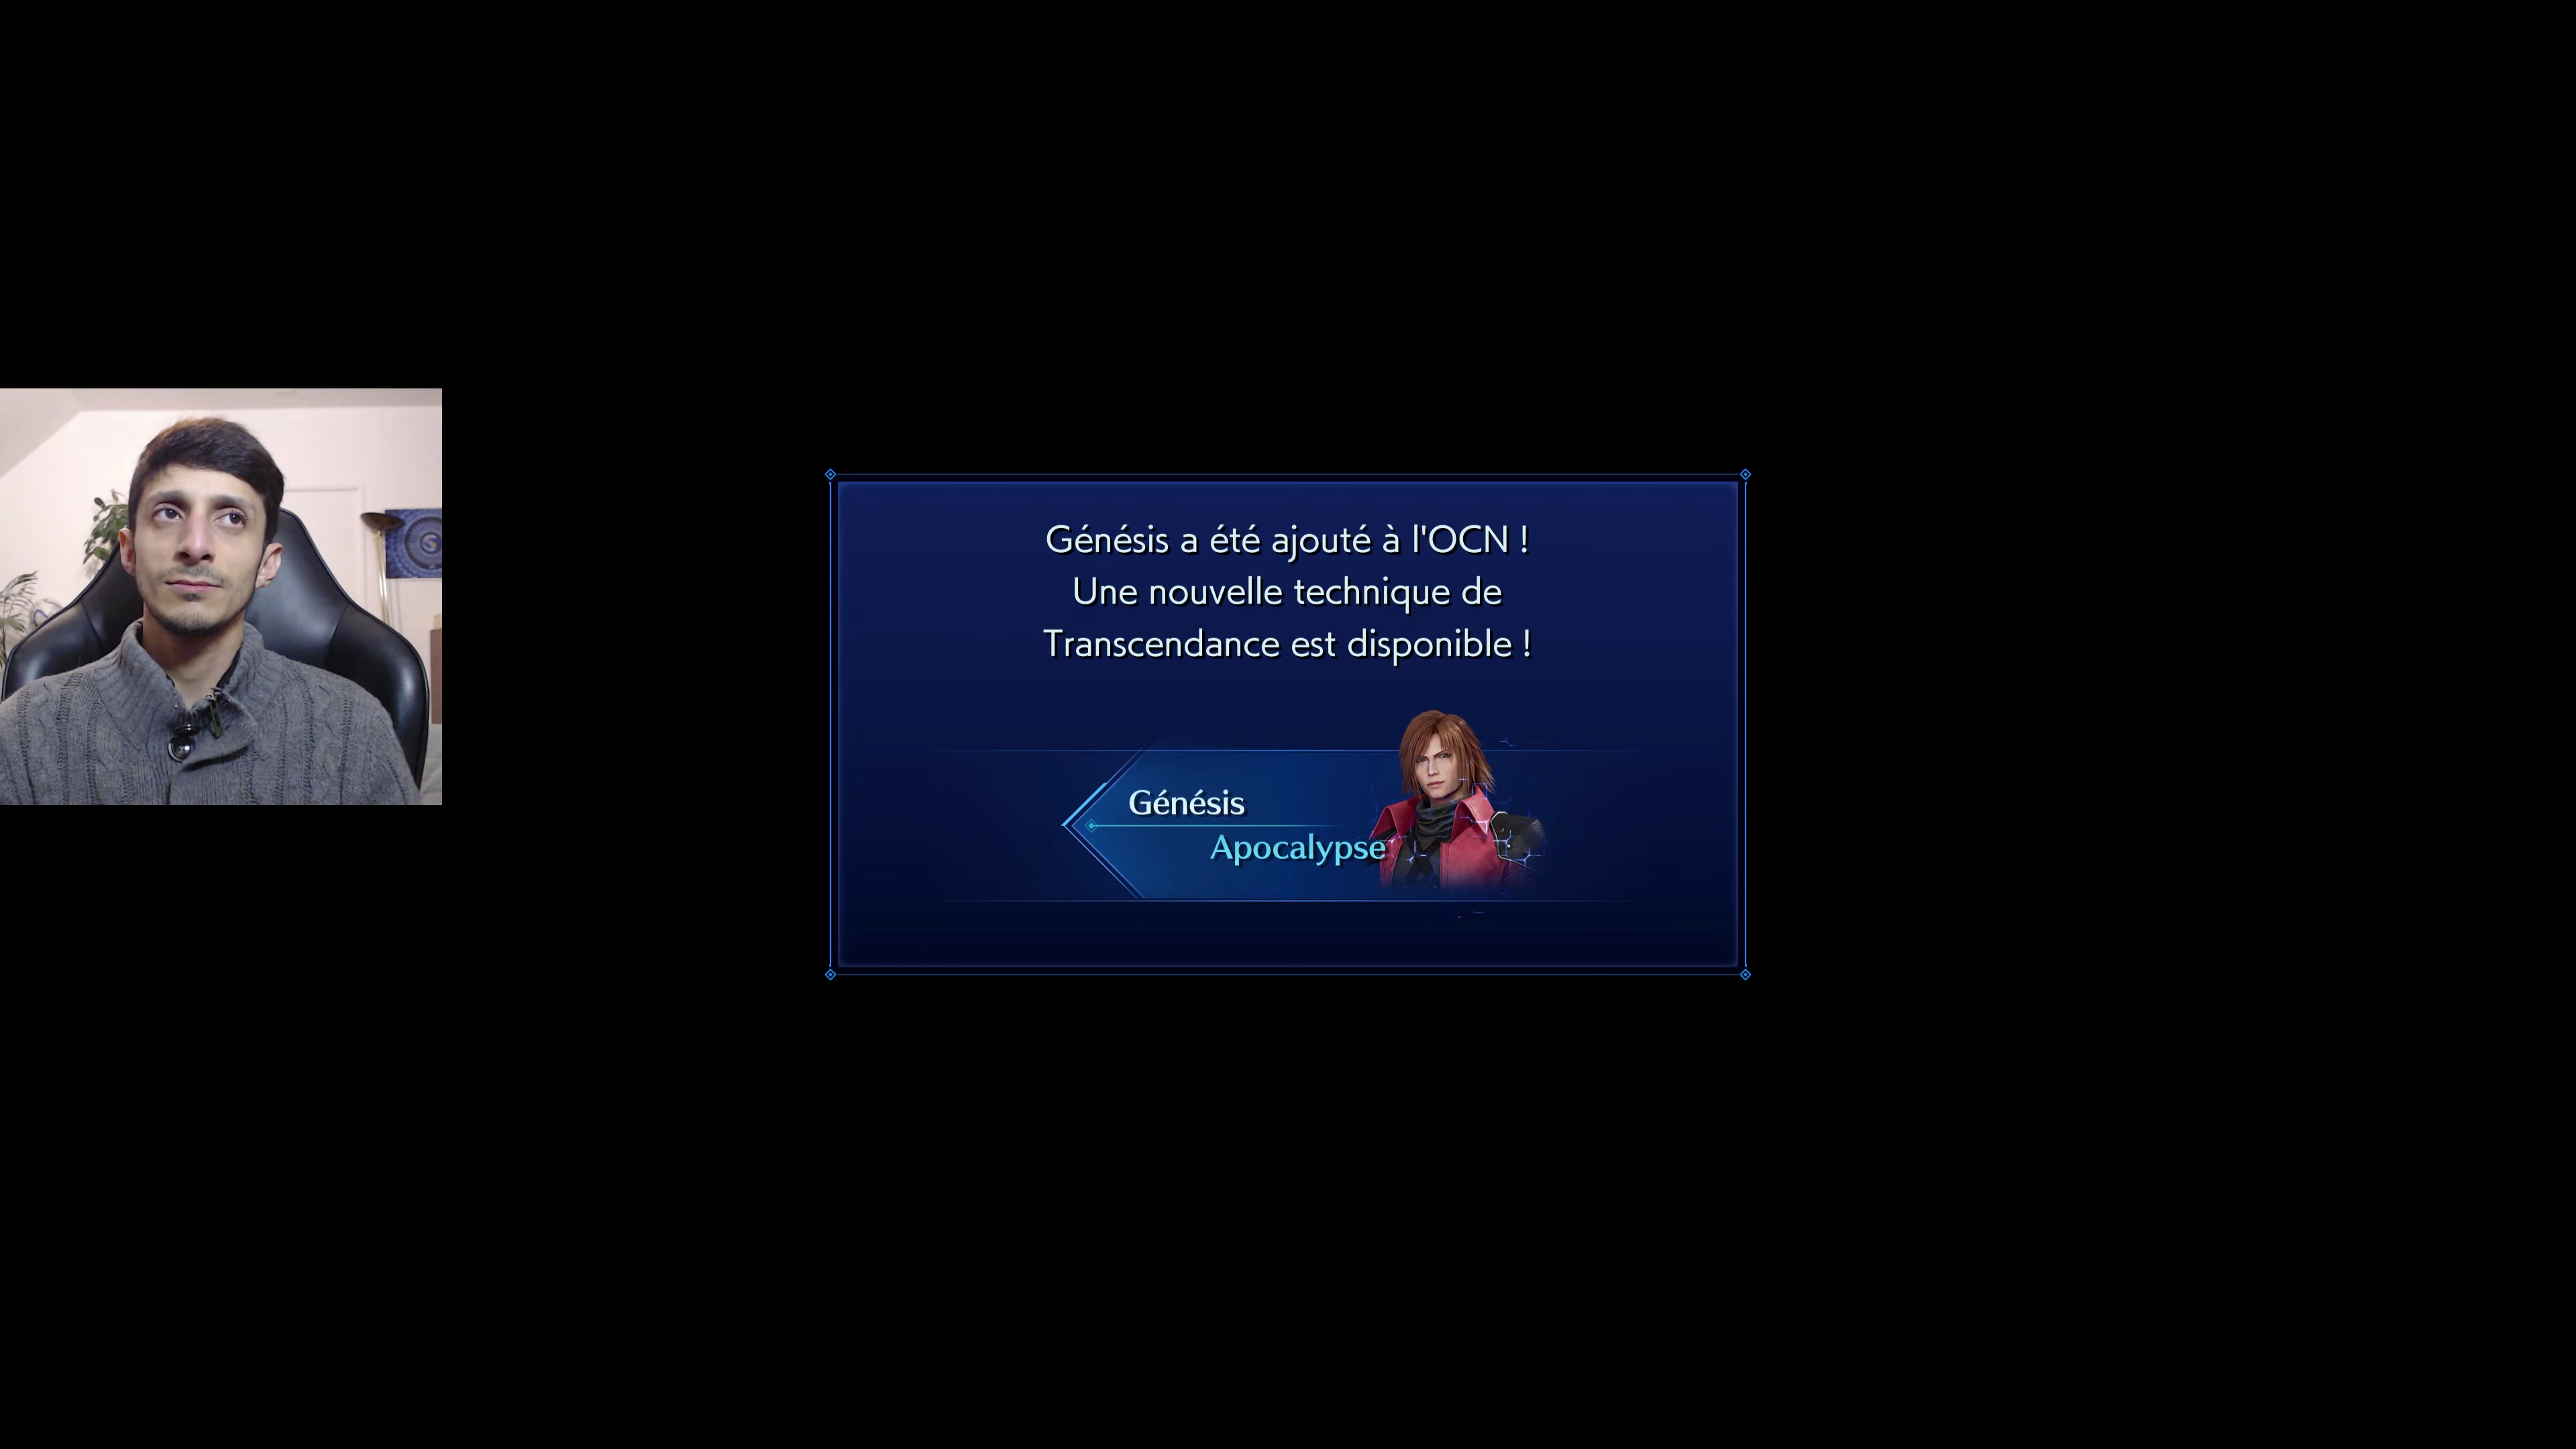 Génésis a été ajouté à l'OCN !
Une nouvelle technique de
Transcendance est disponible !
Génésis
Apocalypse